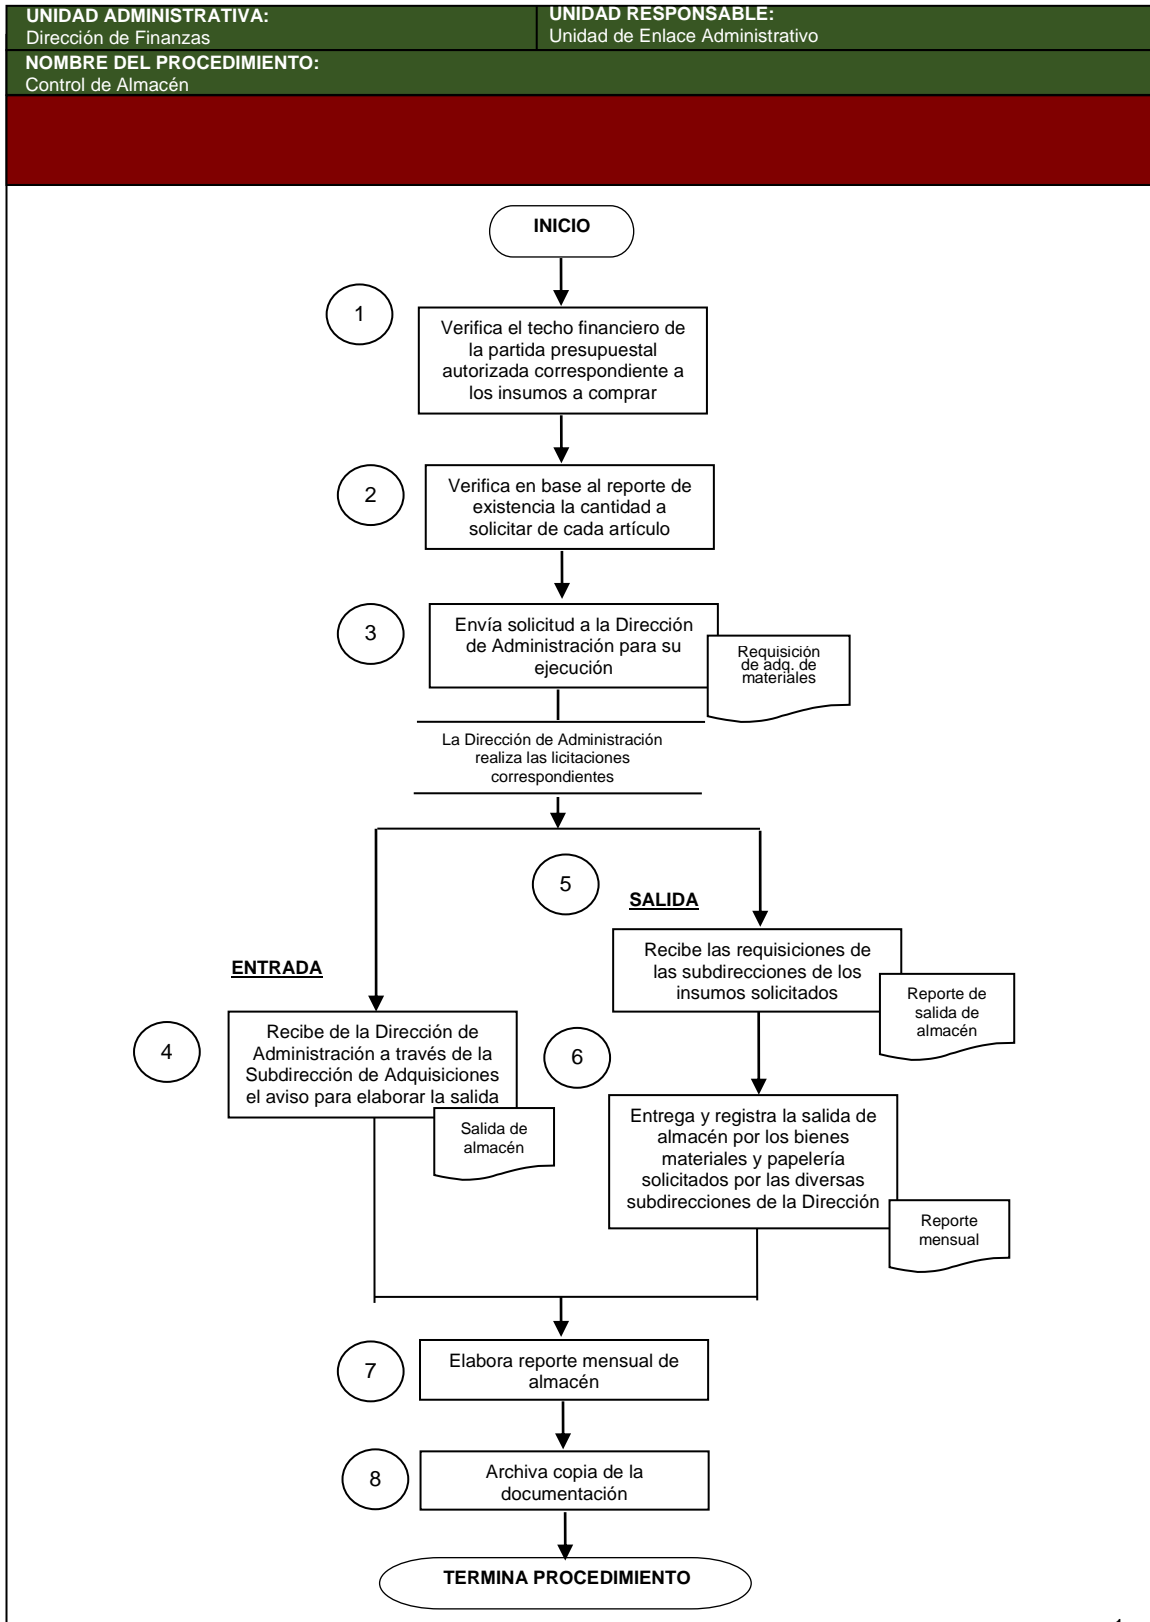 UNIDAD ADMINISTRATIVA:
Dirección de Finanzas
UNIDAD RESPONSABLE:
Unidad de Enlace Administrativo
NOMBRE DEL PROCEDIMIENTO:
Control de Almacén
INICIO
1
Verifica el techo financiero de
la partida presupuestal
autorizada correspondiente a
los insumos a comprar
2
Verifica en base al reporte de
existencia la cantidad a
solicitar de cada artículo
3
Envía solicitud a la Dirección
de Administración para su
ejecución
Requisición
de adq. de
materiales
La Dirección de Administración
realiza las licitaciones
correspondientes
5
SALIDA
Recibe las requisiciones de
las subdirecciones de los
insumos solicitados
Reporte de
salida de
almacén
ENTRADA
4
Recibe de la Dirección de
Administración a través de la
Subdirección de Adquisiciones
el aviso para elaborar la salida
Salida de
almacén
6
Entrega y registra la salida de
almacén por los bienes
materiales y papelería
solicitados por las diversas
subdirecciones de la Dirección
Reporte
mensual
7
Elabora reporte mensual de
almacén
8
Archiva copia de la
documentación
TERMINA PROCEDIMIENTO